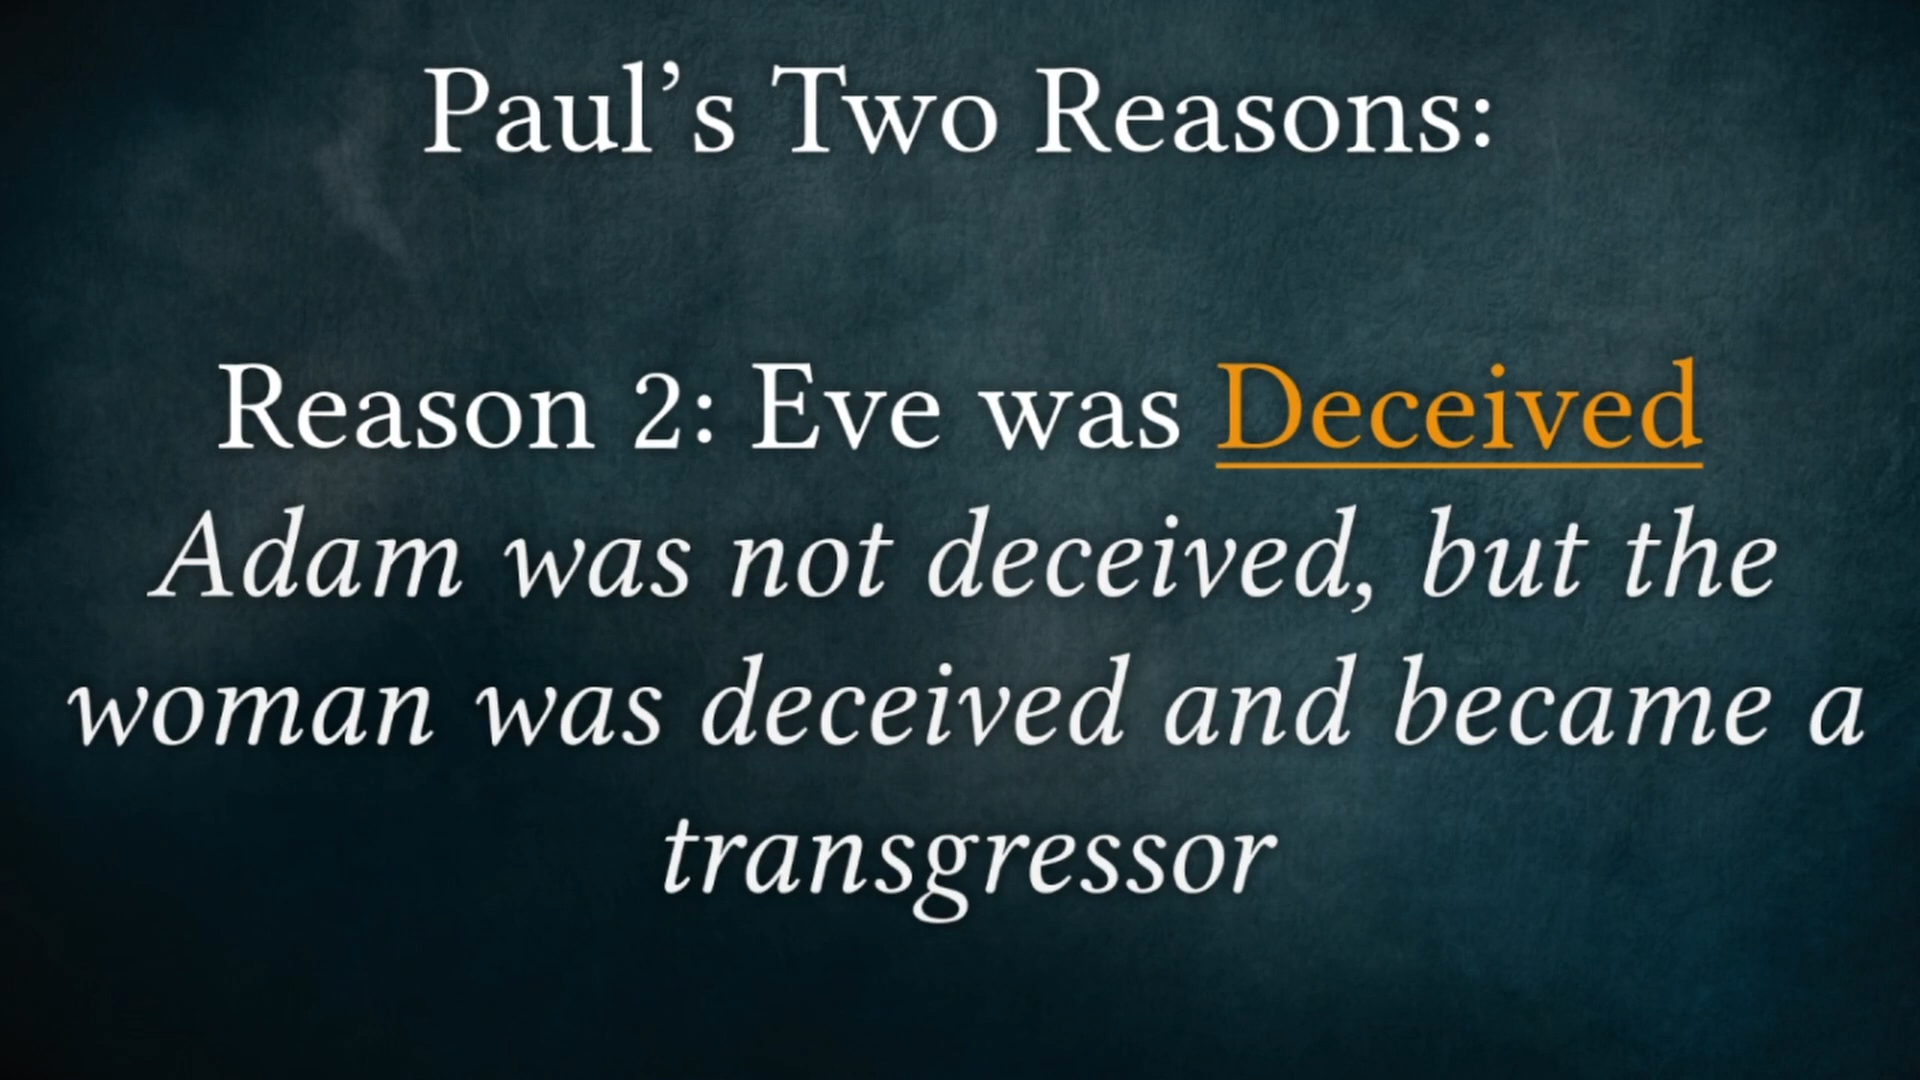 Paul’s Two Reasons:
Reason 2: Eve was Deceived
Adam was not deceived, but the
woman was deceived and became a
transgressor